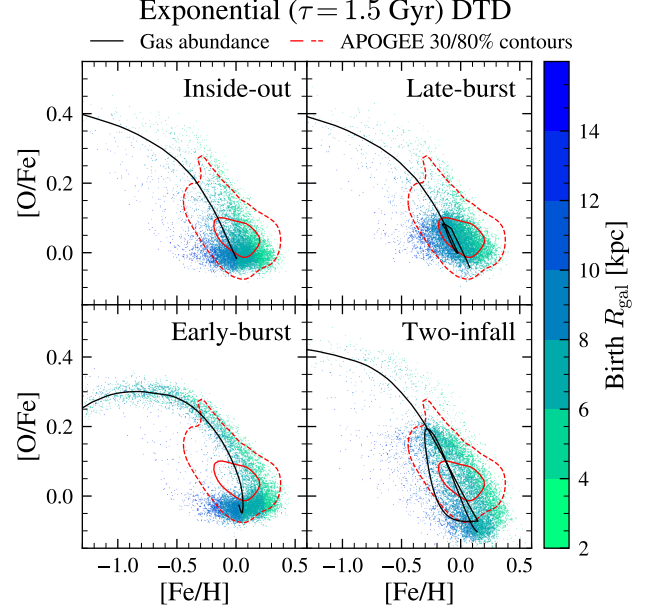 Exponential (τ = 1.5 Gyr) DTD
Gas abundance APOGEE 30/80% contours
Inside-out
Late-burst
[O/Fe]
0.4
0.2
0.0
Early-burst
Two-infall
[O/Fe]
0.4
0.2
0.0
−1.0 −0.5 0.0 0.5
−1.0 −0.5 0.0 0.5
[Fe/H]
[Fe/H]
14
12
10
8
6
4
2
Birth R_gal [kpc]